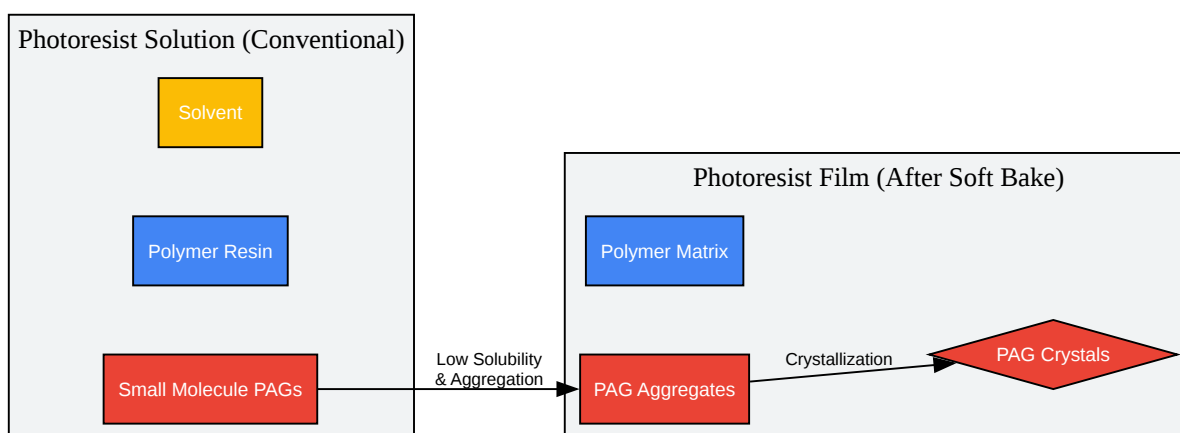 Photoresist Solution (Conventional)
Solvent
Polymer Resin
Small Molecule PAGs
Low Solubility
& Aggregation
Photoresist Film (After Soft Bake)
Polymer Matrix
PAG Aggregates
Crystallization
PAG Crystals